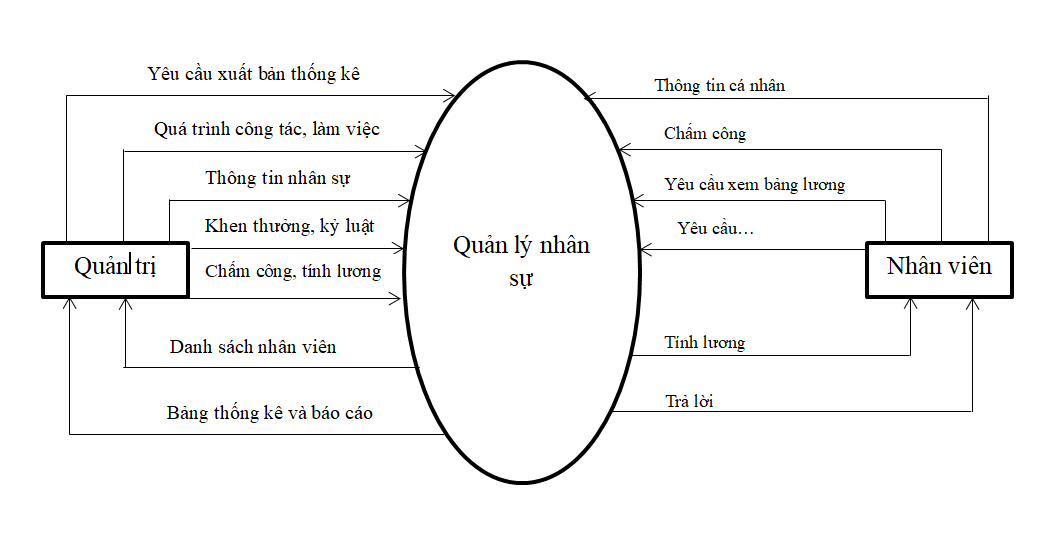 Yêu cầu xuất bản thống kê
Quá trình công tác, làm việc
Thông tin nhân sự
Khen thưởng, kỷ luật
Quản trị
Chấm công, tính lương
Danh sách nhân viên
Bảng thống kê và báo cáo
Quản lý nhân
sự
Thông tin cá nhân
Chấm công
Yêu cầu xem bảng lương
Yêu cầu…
Nhân viên
Tính lương
Trả lời